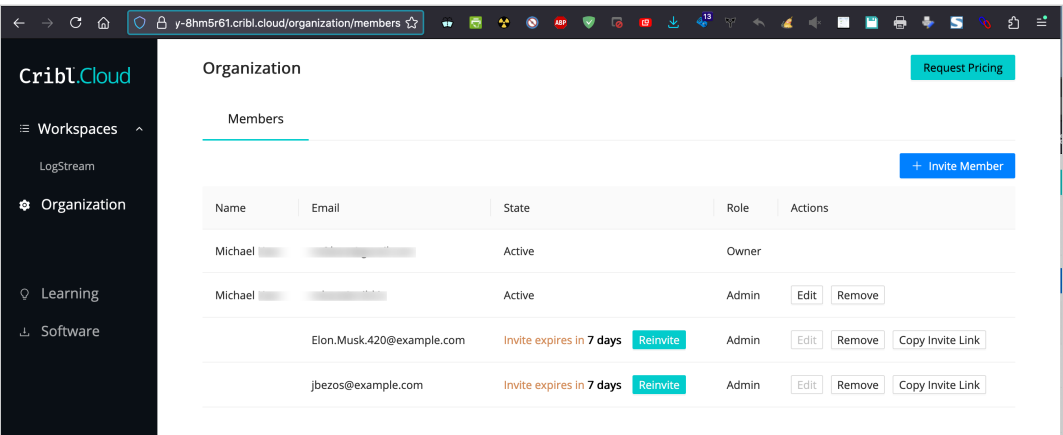 y-8hm5r61.cribl.cloud/organization/members
ABP
13
Cribl.Cloud
Workspaces
LogStream
Organization
Learning
Software
Organization
Request Pricing
Members
+ Invite Member
Name Email State Role Actions
Michael Active Owner
Michael Active Admin Edit Remove
Elon.Musk.420@example.com Invite expires in 7 days Reinvite Admin Edit Remove Copy Invite Link
jbezos@example.com Invite expires in 7 days Reinvite Admin Edit Remove Copy Invite Link